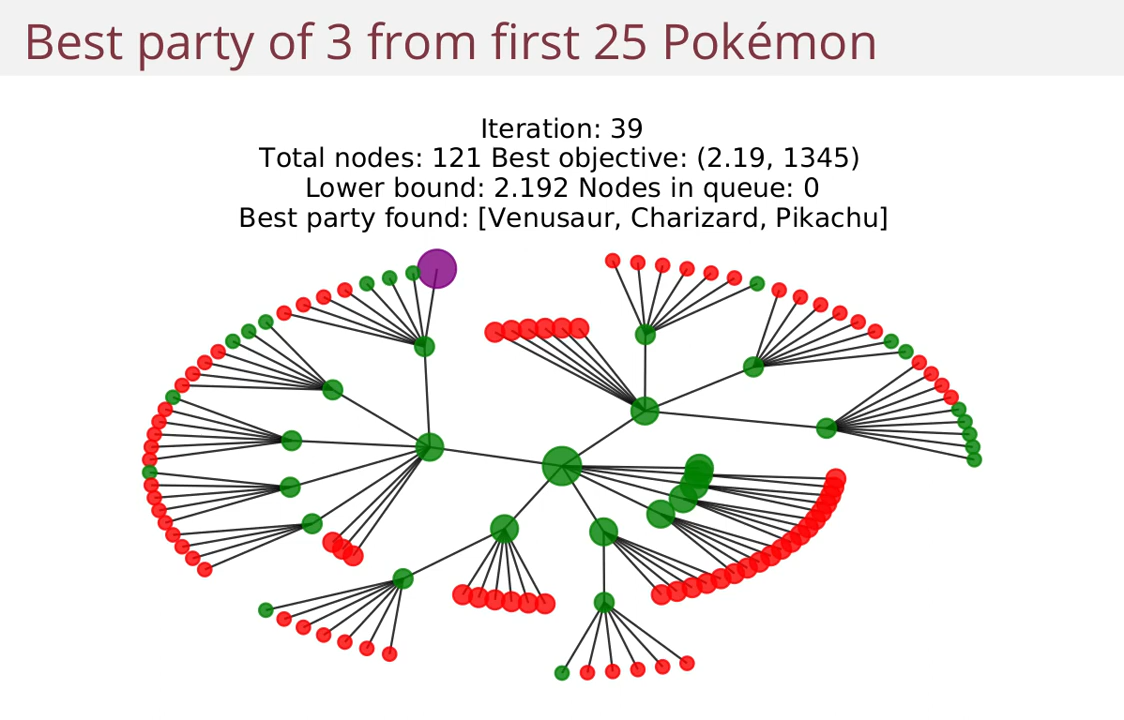 Best party of 3 from first 25 Pokémon
Iteration: 39
Total nodes: 121 Best objective: (2.19, 1345)
Lower bound: 2.192 Nodes in queue: 0
Best party found: [Venusaur, Charizard, Pikachu]